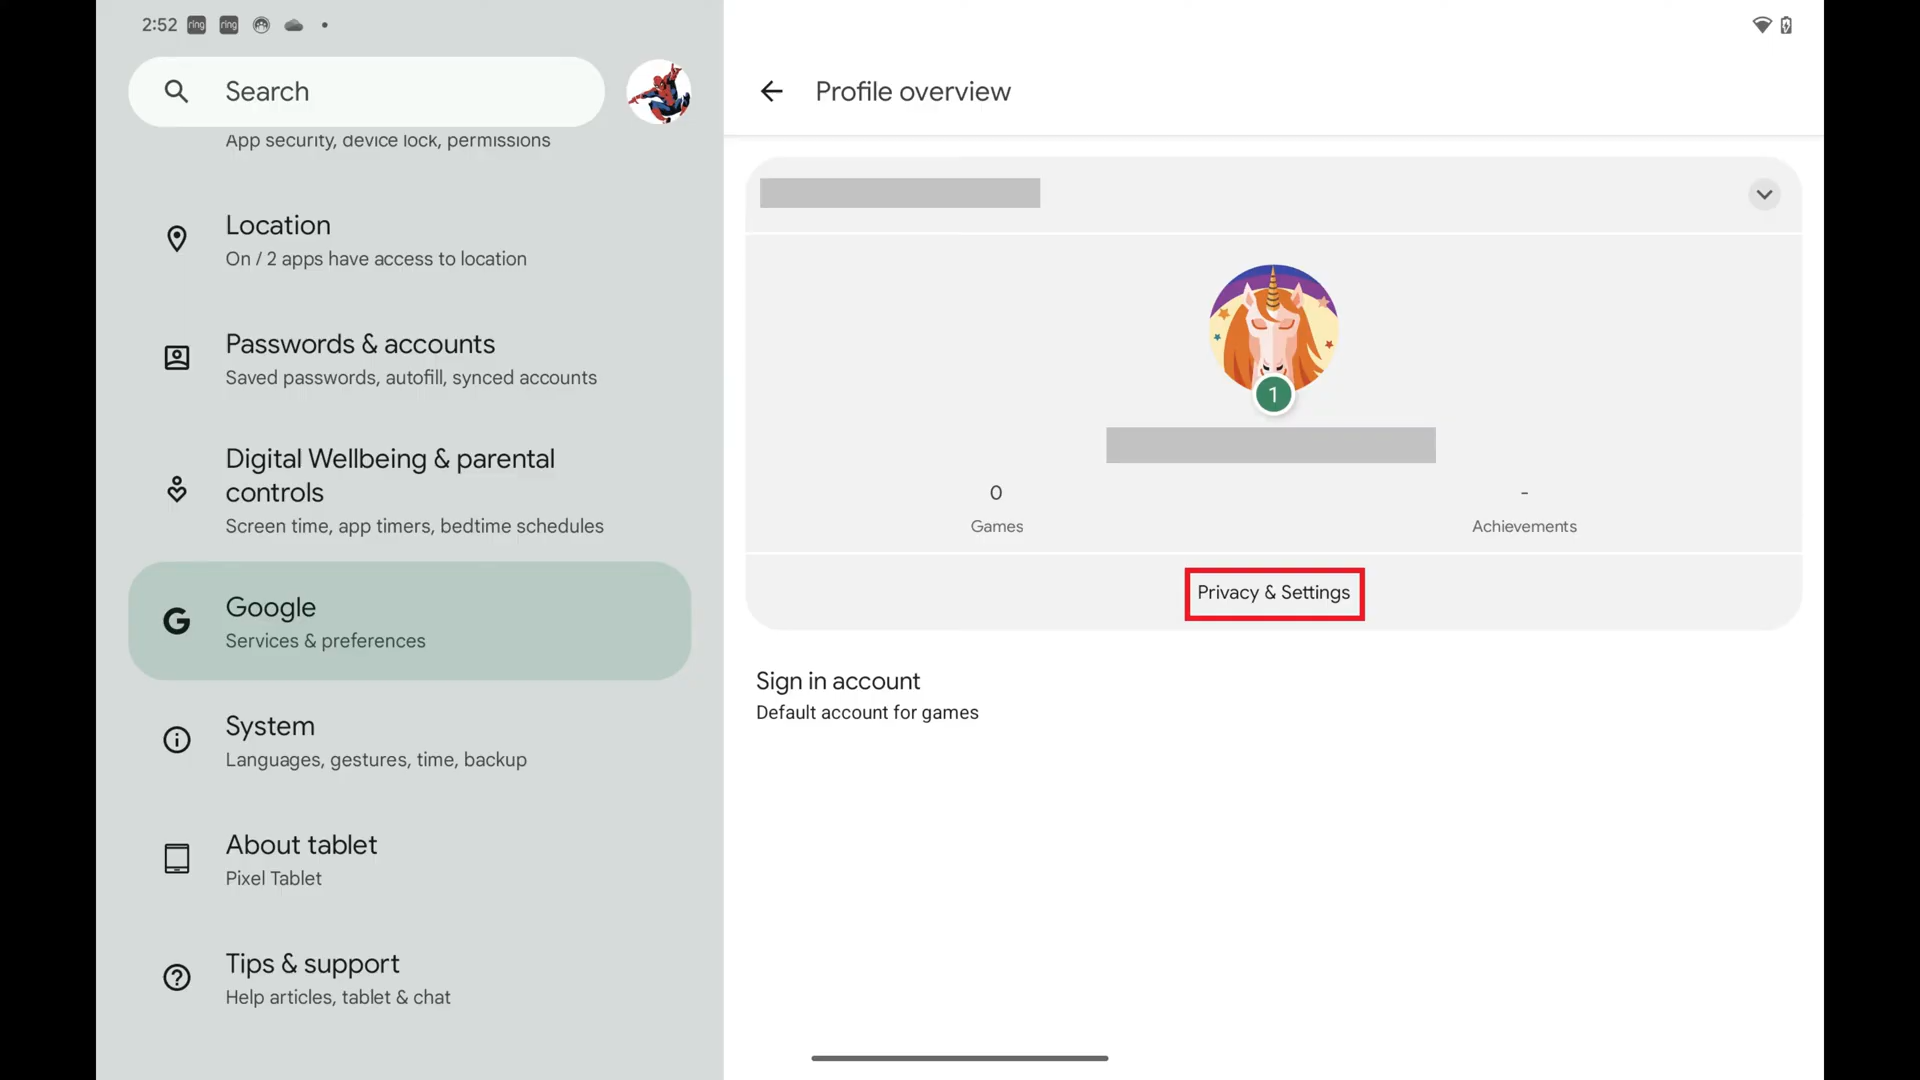 2:52
ring
ring
Search
App security, device lock, permissions
Location
On / 2 apps have access to location
Passwords & accounts
Saved passwords, autofill, synced accounts
Digital Wellbeing & parental
controls
Screen time, app timers, bedtime schedules
Google
Services & preferences
System
Languages, gestures, time, backup
About tablet
Pixel Tablet
Tips & support
Help articles, tablet & chat
Profile overview
1
0
Games
-
Achievements
Privacy & Settings
Sign in account
Default account for games